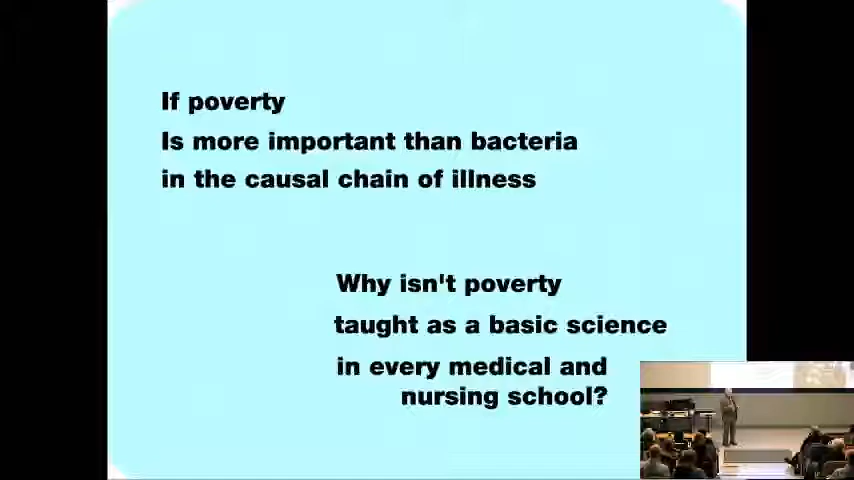 If poverty
Is more important than bacteria
in the causal chain of illness
Why isn't poverty
taught as a basic science
in every medical and
nursing school?